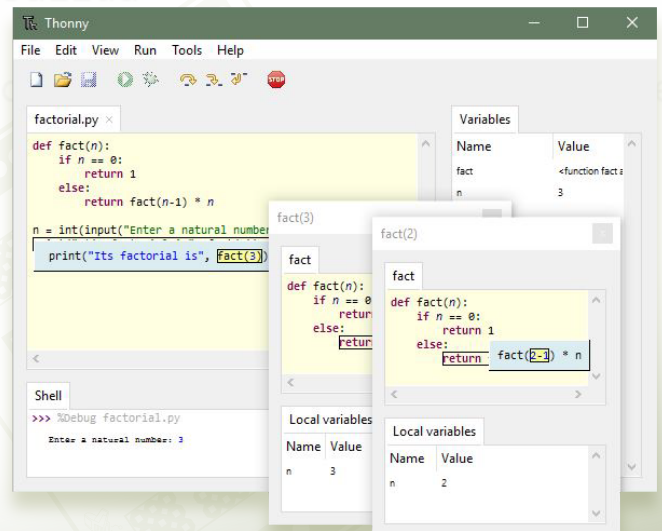 Thonny
File Edit View Run Tools Help
STOP
factorial.py ×
def fact(n):
    if n == 0:
        return 1
    else:
        return fact(n-1) * n
n = int(input("Enter a natural number
print("Its factorial is", fact(3))
Shell
>>> %Debug factorial.py
Enter a natural number: 3
Variables
Name Value
fact <function fact a
n 3
fact(3)
fact
def fact(n):
    if n == 0
        retur
    else:
        retur
Local variables
Name Value
n 3
fact(2)
fact
def fact(n):
    if n == 0:
        return 1
    else:
        return fact(2-1) * n
Local variables
Name Value
n 2